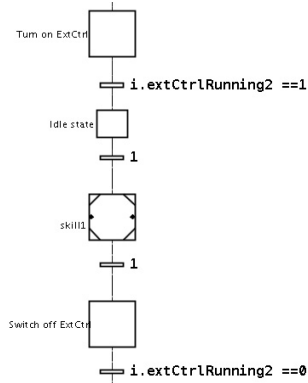 Turn on ExtCtrl
i.extCtrlRunning2 ==1
Idle state
1
skill1
1
Switch off ExtCtrl
i.extCtrlRunning2 ==0